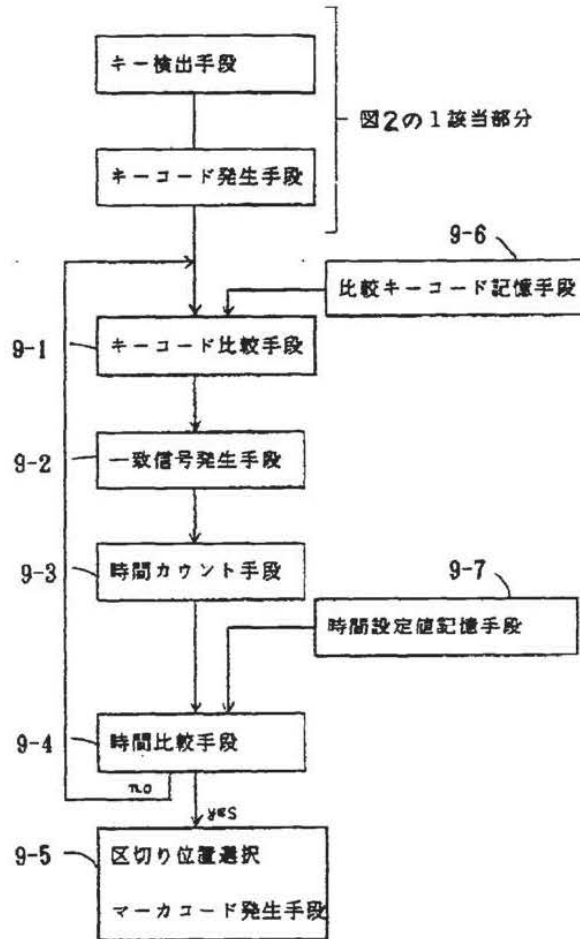 キー検出手段
図2の1該当部分
キーコード発生手段
9-6
比較キーコード記憶手段
9-1
キーコード比較手段
9-2
一致信号発生手段
9-3
時間カウント手段
9-7
時間設定値記憶手段
9-4
時間比較手段
no
yes
9-5
区切り位置選択
マーカコード発生手段